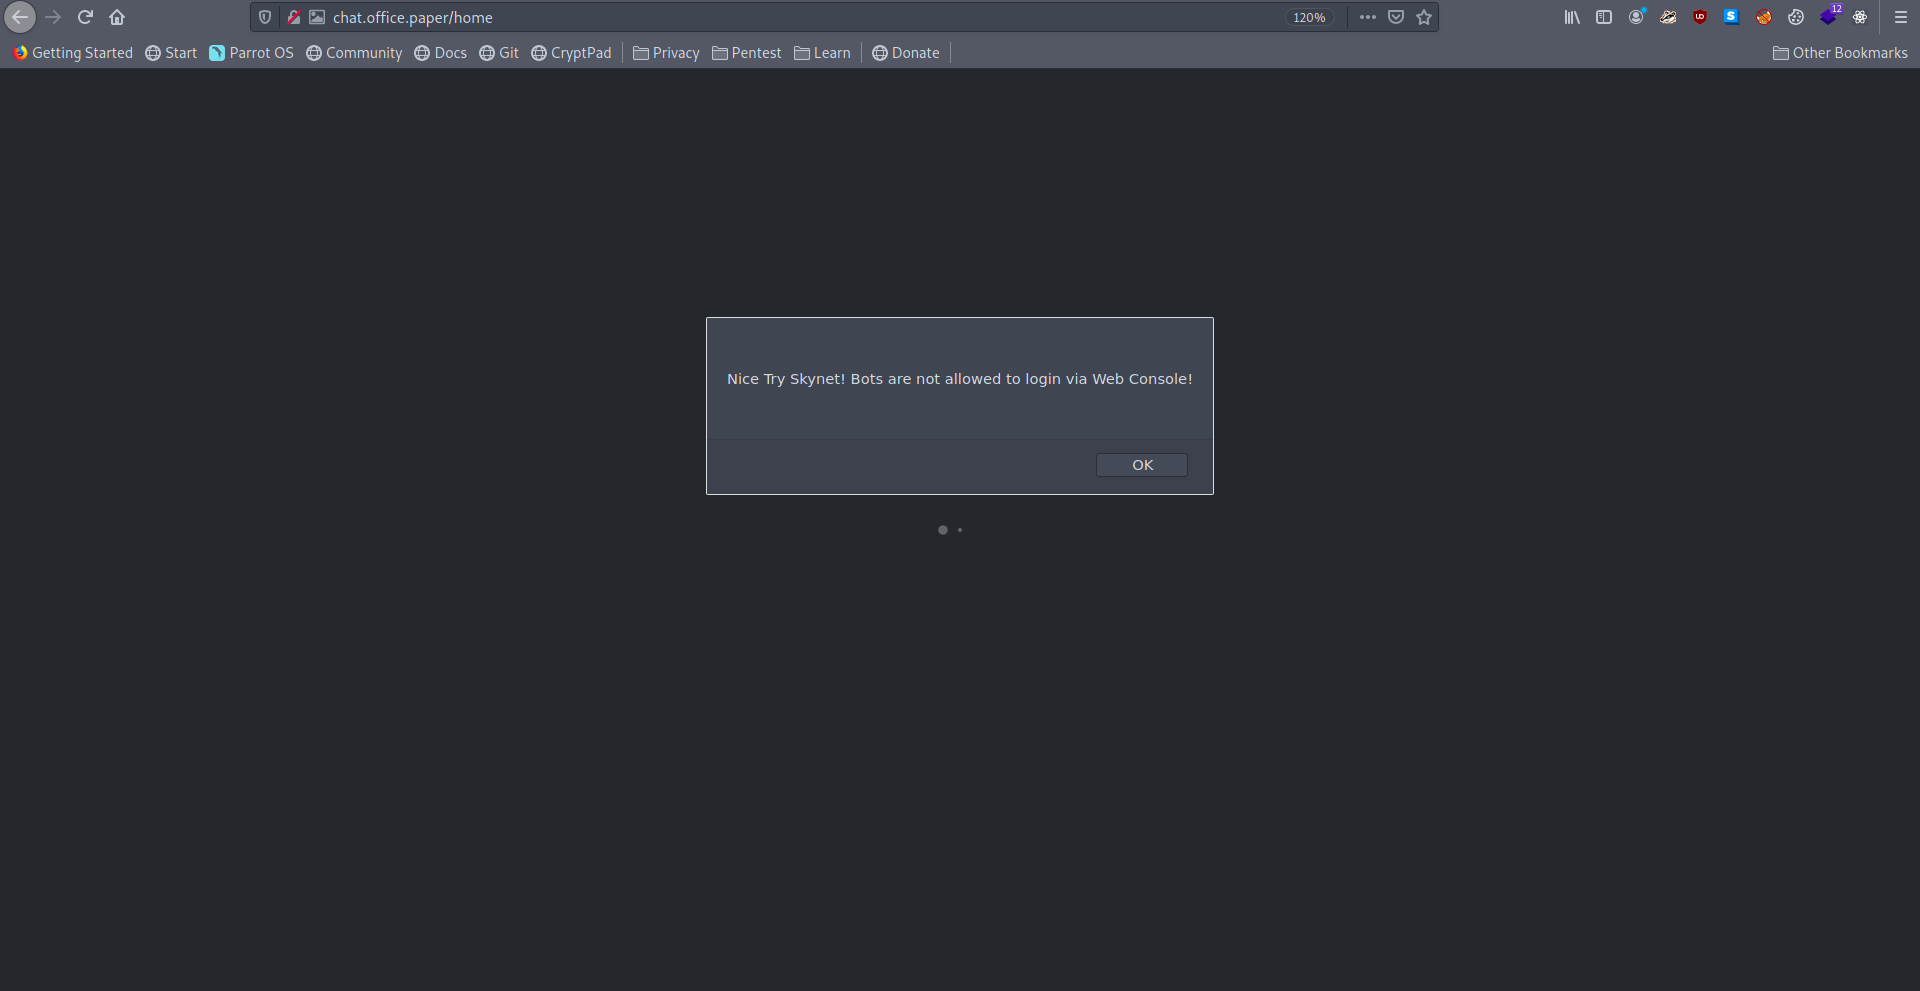 chat.office.paper/home
120%
12
Getting Started Start Parrot OS Community Docs Git CryptPad Privacy Pentest Learn Donate Other Bookmarks
Nice Try Skynet! Bots are not allowed to login via Web Console!
OK